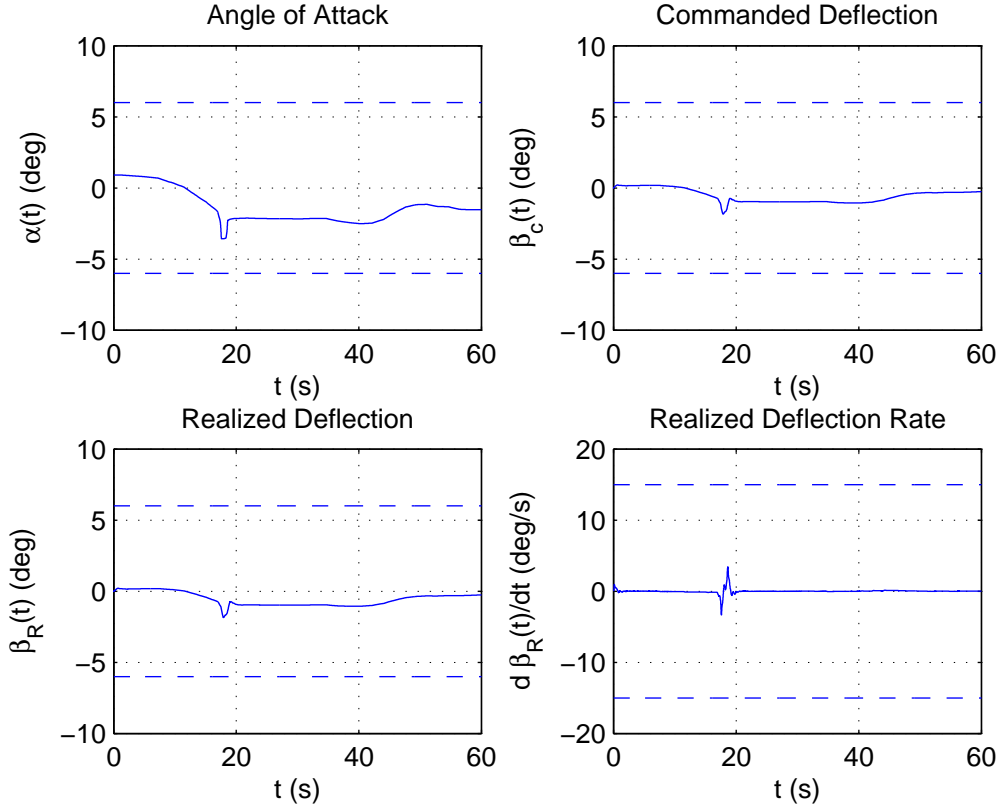 Angle of Attack
10
5
0
−5
−10
α(t) (deg)
0 20 40 60
t (s)
Commanded Deflection
10
5
0
−5
−10
β_c(t) (deg)
0 20 40 60
t (s)
Realized Deflection
10
5
0
−5
−10
β_R(t) (deg)
0 20 40 60
t (s)
Realized Deflection Rate
20
10
0
−10
−20
d β_R(t)/dt (deg/s)
0 20 40 60
t (s)